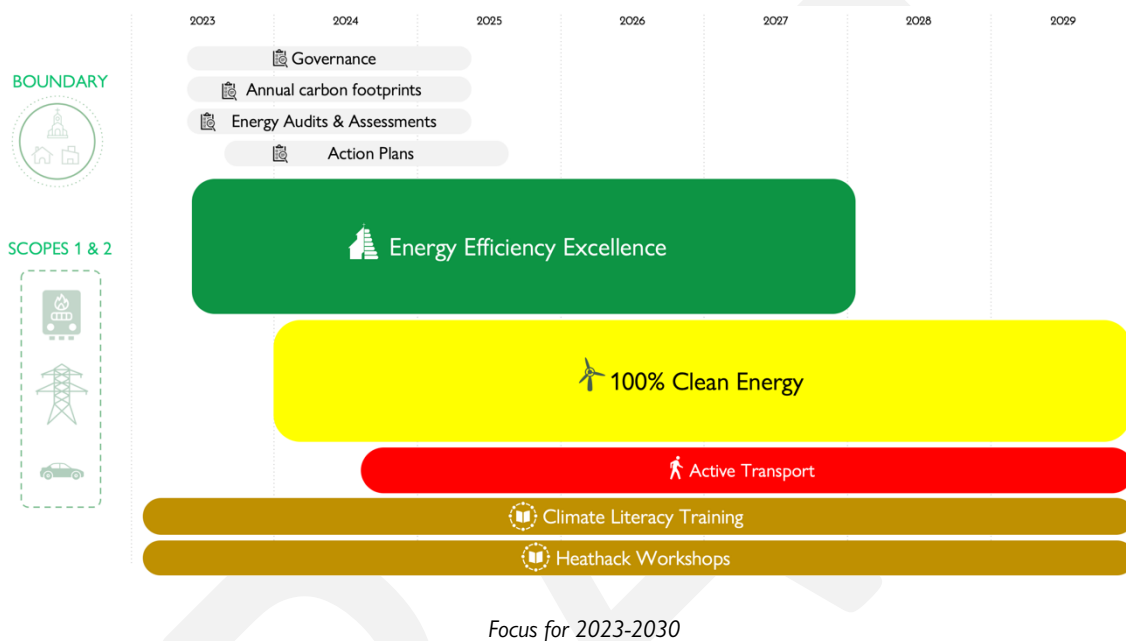 2023 2024 2025 2026 2027 2028 2029
Governance
BOUNDARY
Annual carbon footprints
Energy Audits & Assessments
Action Plans
SCOPES 1 & 2
Energy Efficiency Excellence
100% Clean Energy
Active Transport
Climate Literacy Training
Heathack Workshops
Focus for 2023-2030